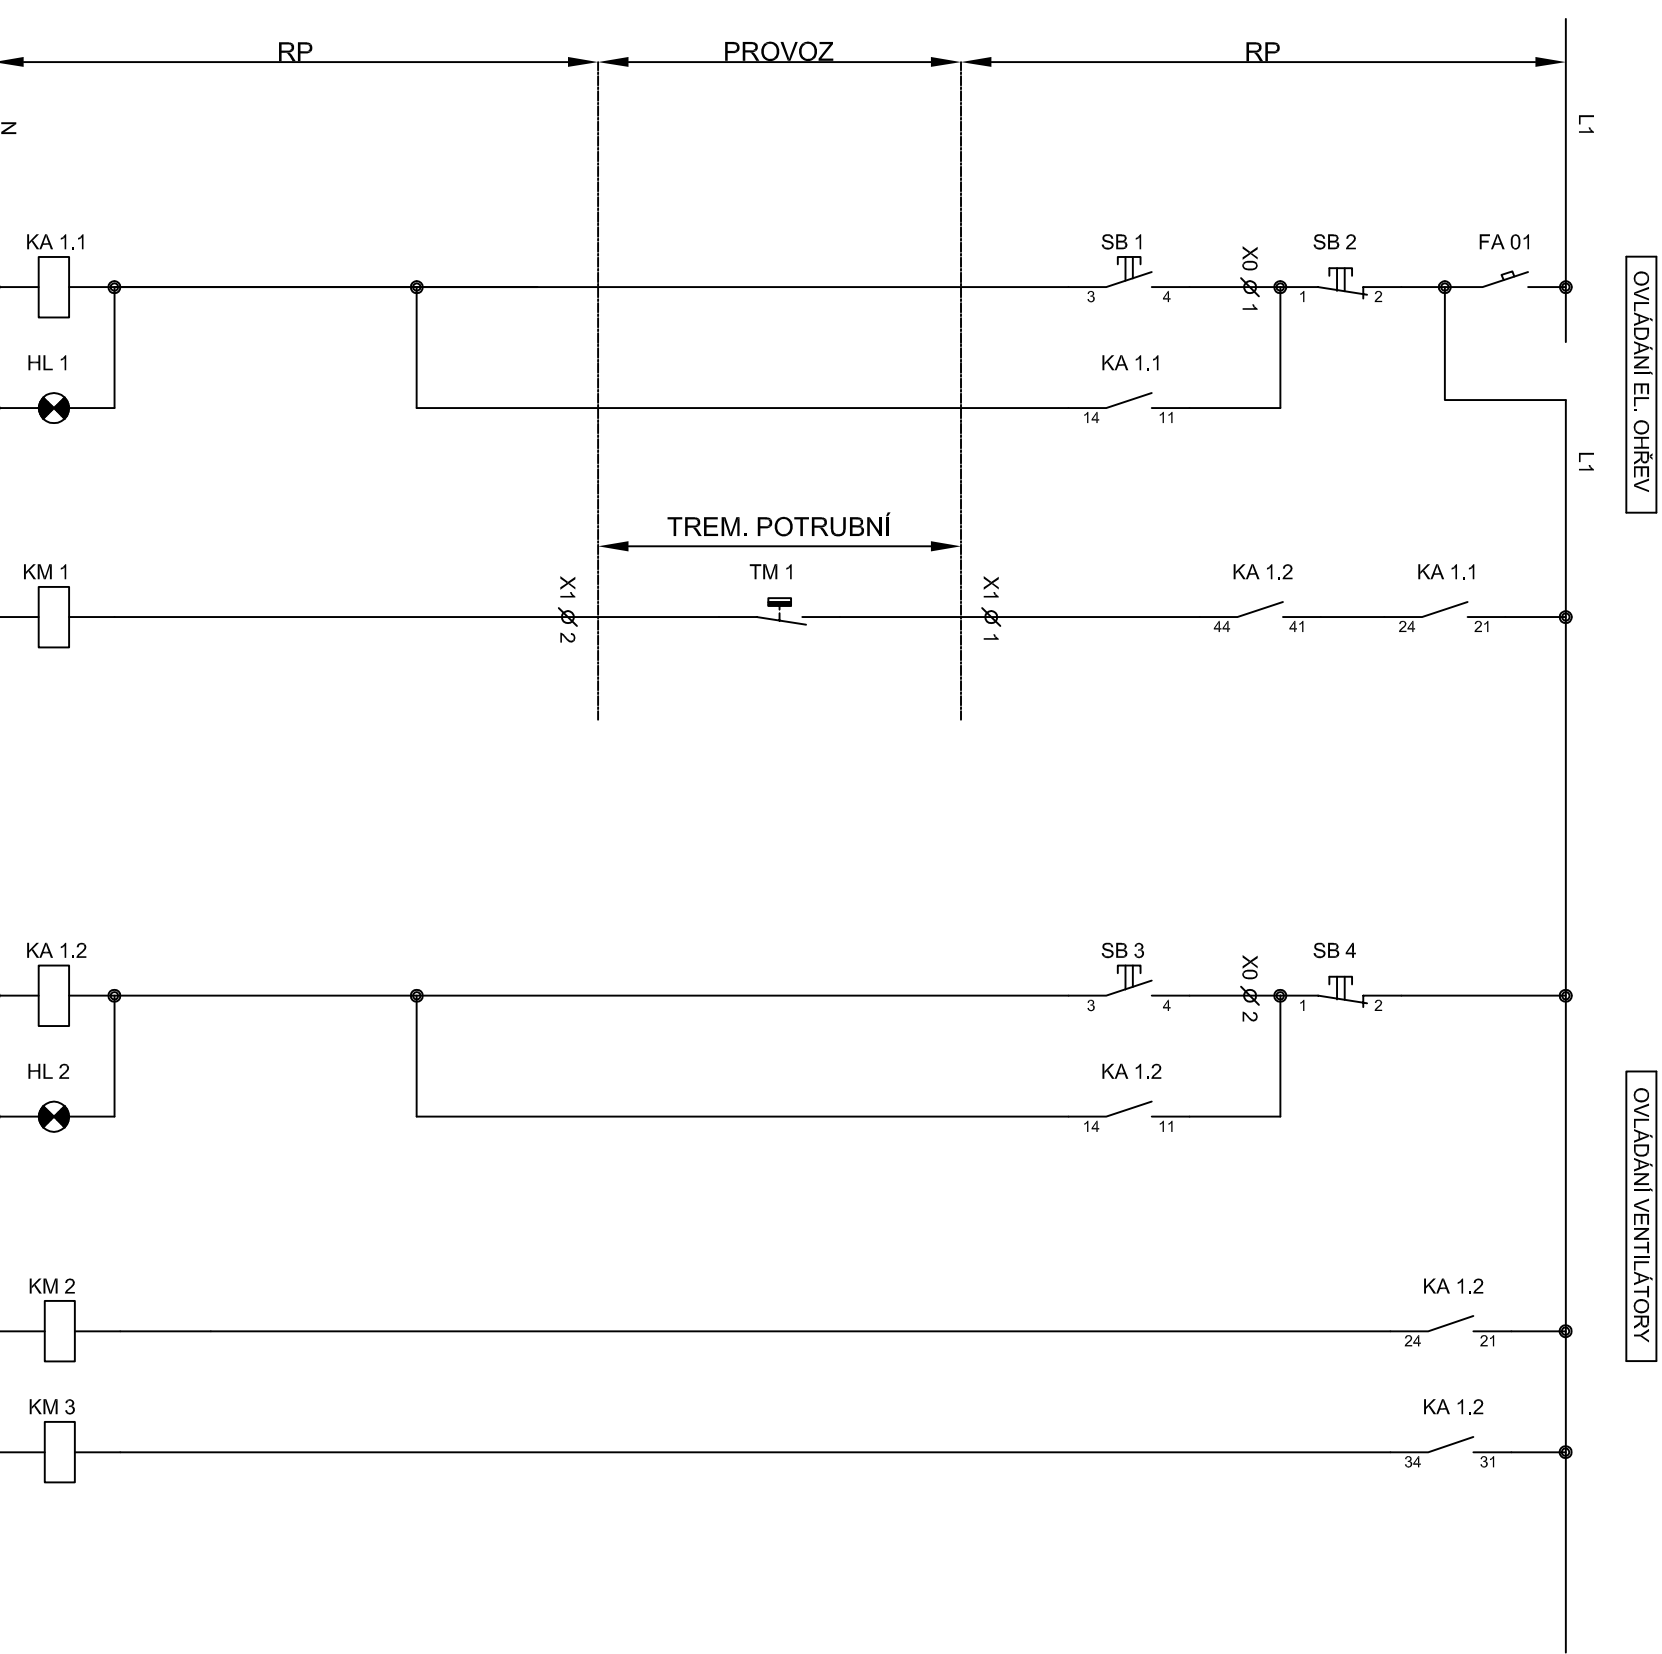 RP
PROVOZ
RP
N
L1
KA 1.1
SB 1
X0
1
SB 2
FA 01
3
4
1
2
HL 1
KA 1.1
14
11
OVLÁDÁNÍ EL. OHŘEV
L1
TREM. POTRUBNÍ
KM 1
X1
2
TM 1
X1
1
KA 1.2
KA 1.1
44
41
24
21
KA 1.2
SB 3
X0
2
SB 4
3
4
1
2
HL 2
KA 1.2
14
11
OVLÁDÁNÍ VENTILÁTORY
KM 2
KA 1.2
24
21
KM 3
KA 1.2
34
31